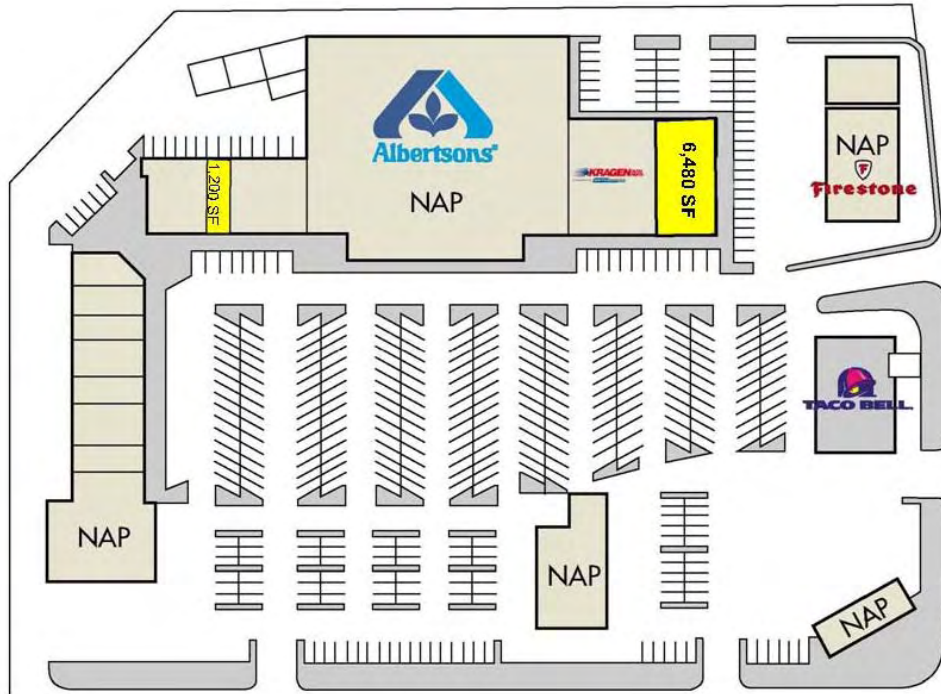 Albertsons
NAP
1,200 SF
KRAGEN
6,480 SF
NAP
F
Firestone
TACO BELL
NAP
NAP
NAP